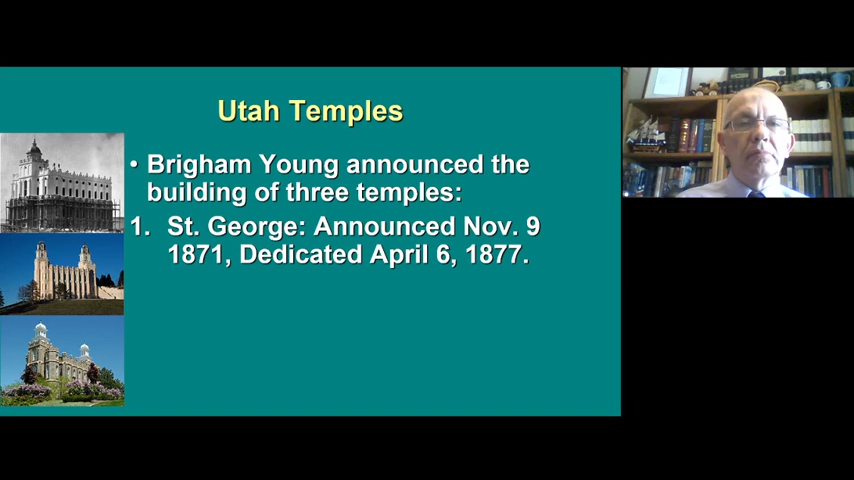 Utah Temples
• Brigham Young announced the
building of three temples:
1. St. George: Announced Nov. 9
1871, Dedicated April 6, 1877.